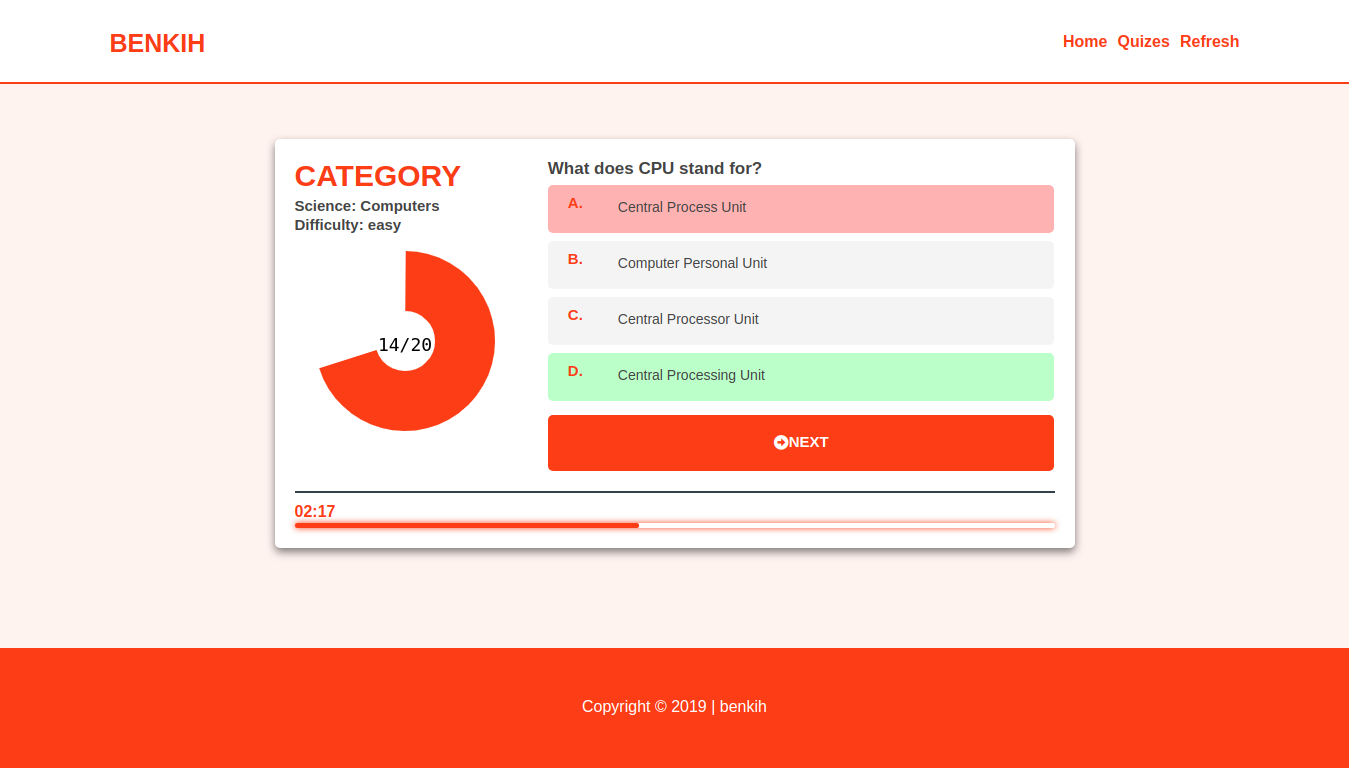 BENKIH
Home Quizes Refresh
CATEGORY
Science: Computers
Difficulty: easy
14/20
What does CPU stand for?
A. Central Process Unit
B. Computer Personal Unit
C. Central Processor Unit
D. Central Processing Unit
NEXT
02:17
Copyright © 2019 | benkih